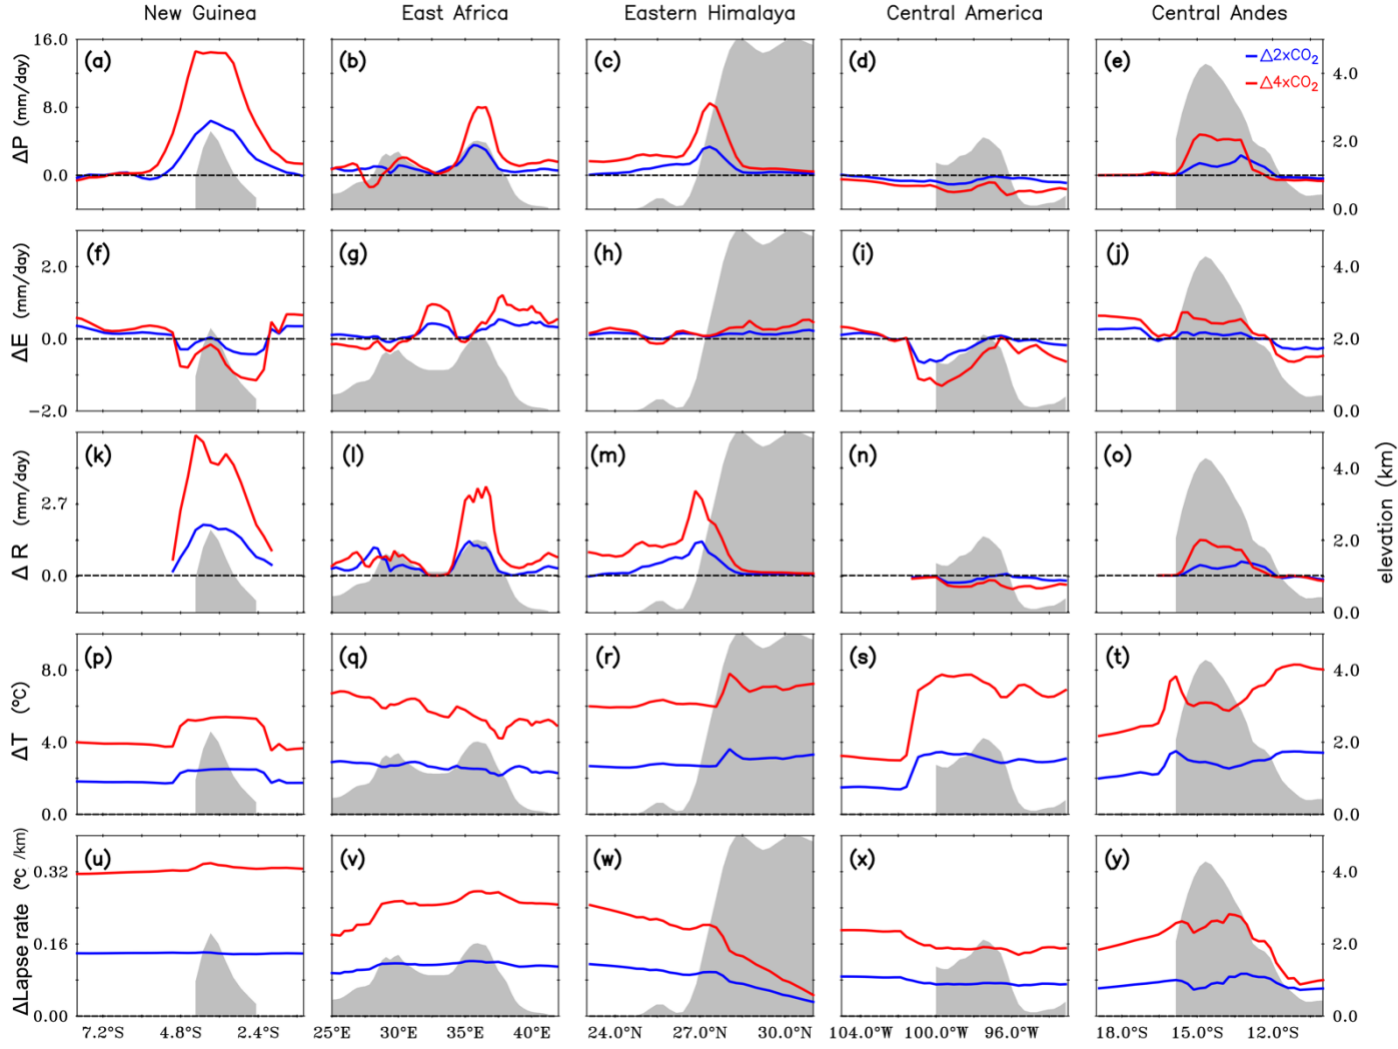 New Guinea East Africa Eastern Himalaya Central America Central Andes
16.0 (a) (b) (c) (d) (e) Δ2xCO₂ 4.0
Δ4xCO₂
ΔP (mm/day) 8.0 2.0
0.0
0.0
(f) (g) (h) (i) (j)
ΔE (mm/day) 2.0 4.0
0.0 2.0
−2.0 0.0
(k) (l) (m) (n) (o)
Δ R (mm/day) 2.7 4.0
2.0
0.0 0.0
elevation (km)
(p) (q) (r) (s) (t)
ΔT (°C) 8.0 4.0
4.0 2.0
0.0 0.0
(u) (v) (w) (x) (y)
ΔLapse rate (°C /km) 0.32 4.0
0.16 2.0
0.00 0.0
7.2°S 4.8°S 2.4°S 25°E 30°E 35°E 40°E 24.0°N 27.0°N 30.0°N 104.0°W 100.0°W 96.0°W 18.0°S 15.0°S 12.0°S